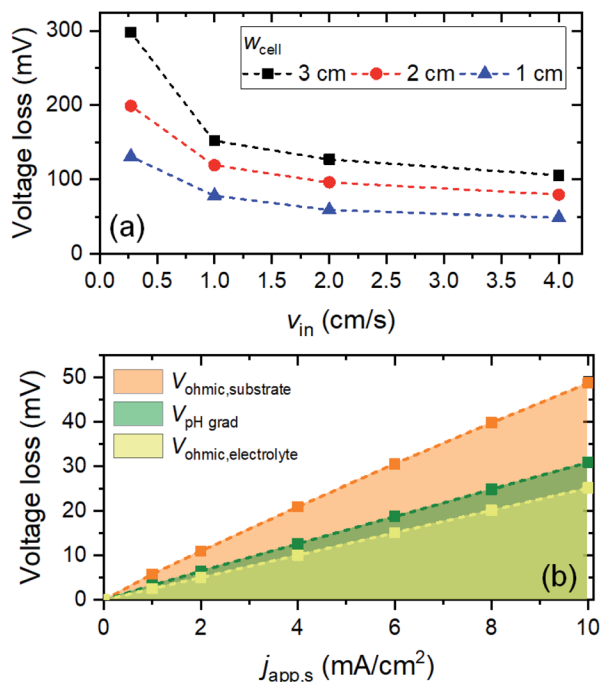 300
200
100
0
Voltage loss (mV)
w_cell
3 cm 2 cm 1 cm
(a)
0.0 0.5 1.0 1.5 2.0 2.5 3.0 3.5 4.0
v_in (cm/s)
50
40
30
20
10
0
Voltage loss (mV)
V_ohmic,substrate
V_pH grad
V_ohmic,electrolyte
(b)
0 2 4 6 8 10
j_app,s (mA/cm²)